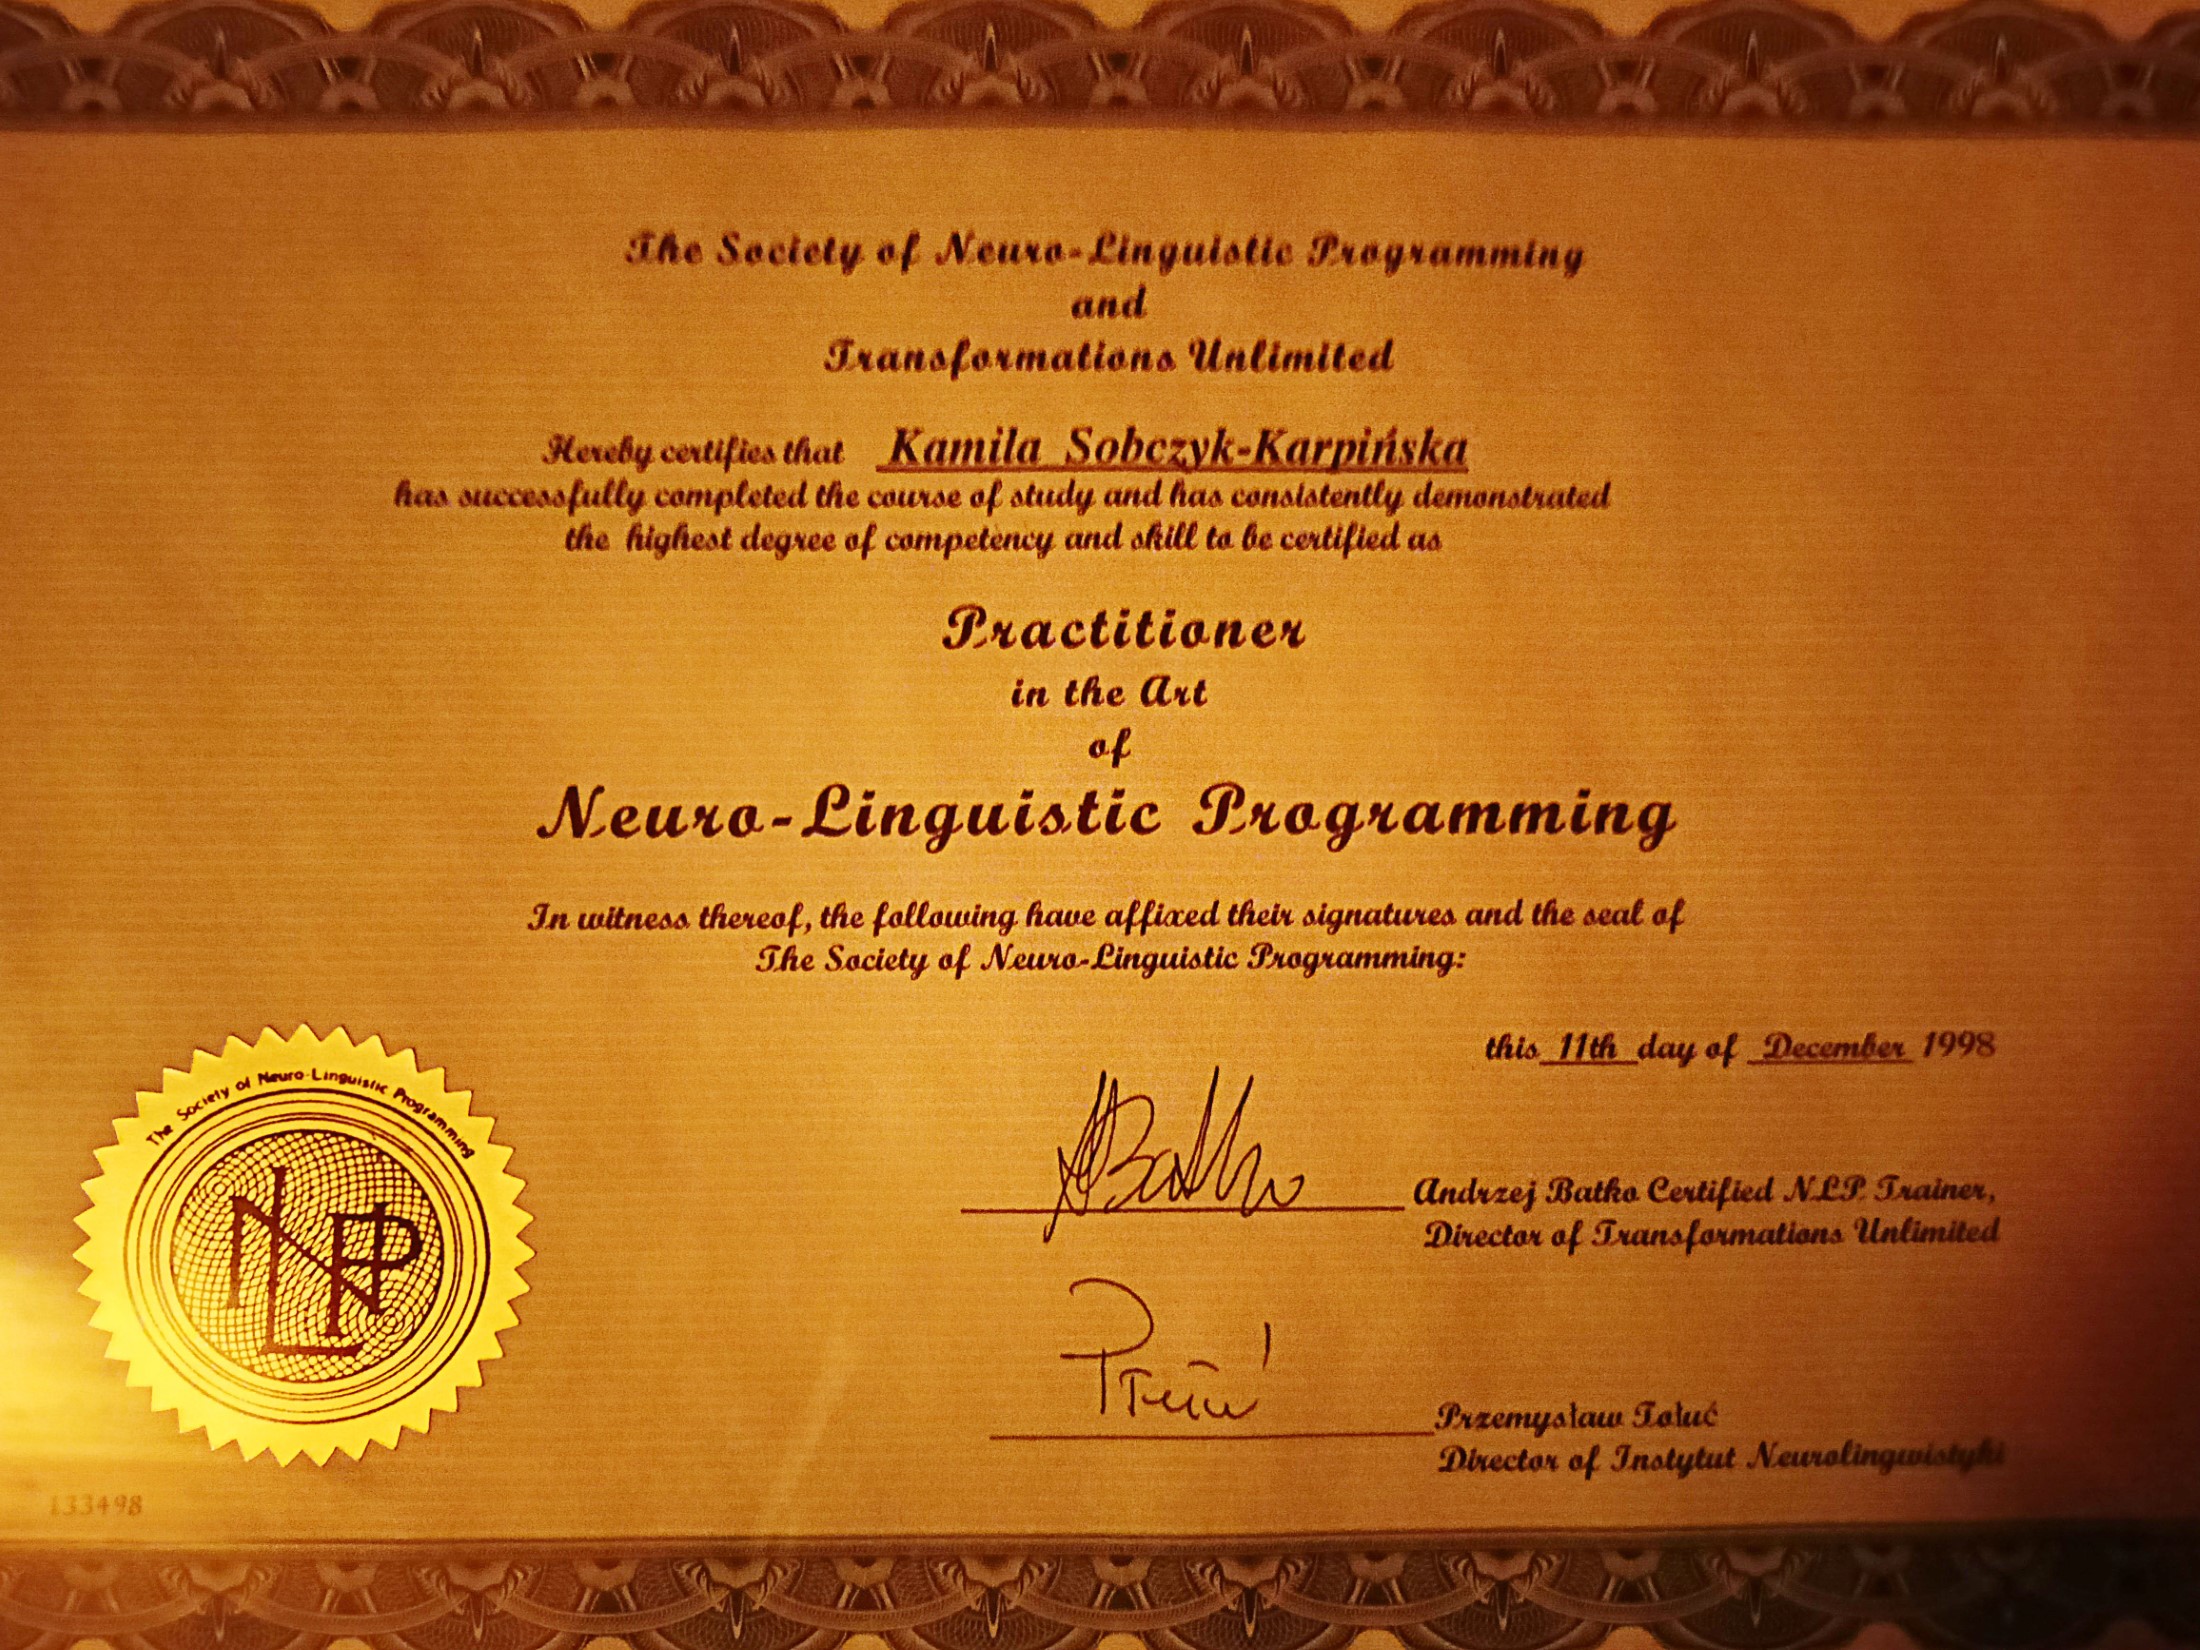 The Society of Neuro-Linguistic Programming
and
Transformations Unlimited
Hereby certifies that Kamila Sobczyk-Karpińska
has successfully completed the course of study and has consistently demonstrated
the highest degree of competency and skill to be certified as
Practitioner
in the Art
of
Neuro-Linguistic Programming
In witness thereof, the following have affixed their signatures and the seal of
The Society of Neuro-Linguistic Programming:
this 11th day of December 1998
The Society of Neuro-Linguistic Programming
NLP
ABatko
Andrzej Batko Certified NLP Trainer,
Director of Transformations Unlimited
Przemysław Tołuć
Director of Instytut Neurolingwistyki
133498